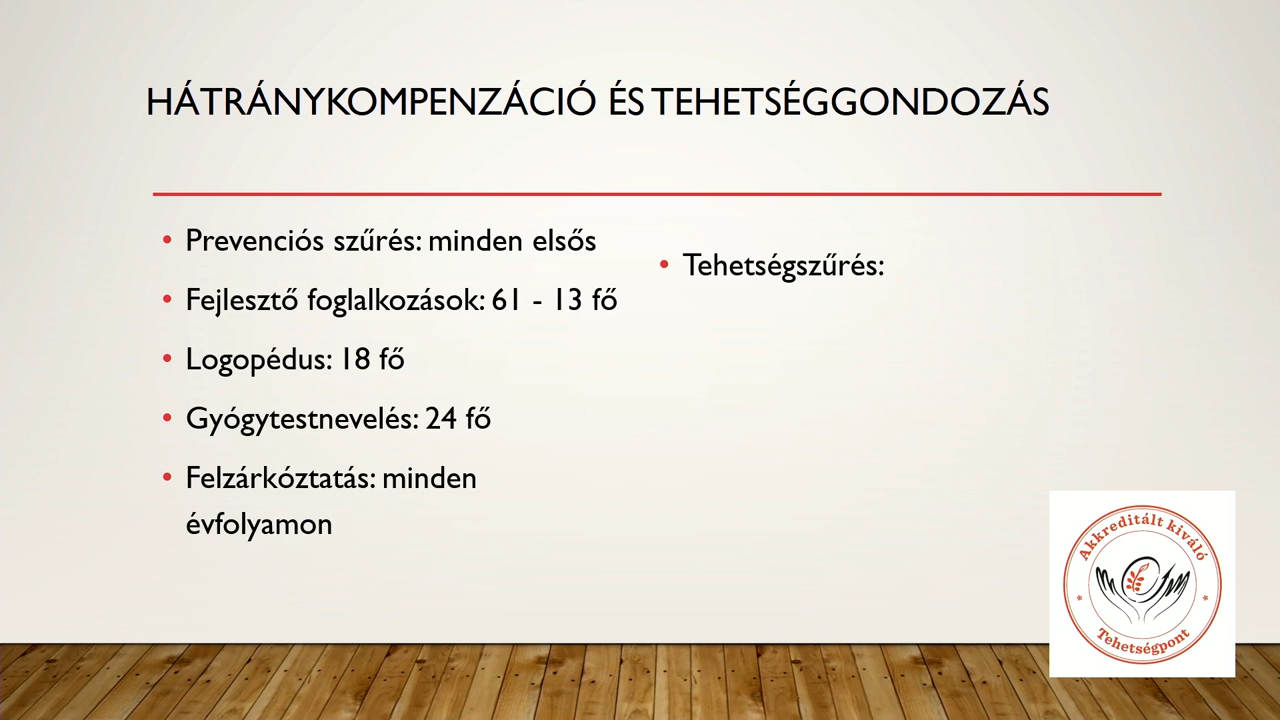 HÁTRÁNYKOMPENZÁCIÓ ÉS TEHETSÉGGONDOZÁS
• Prevenciós szűrés: minden elsős
• Fejlesztő foglalkozások: 61 - 13 fő
• Logopédus: 18 fő
• Gyógytestnevelés: 24 fő
• Felzárkóztatás: minden
évfolyamon
• Tehetségszűrés:
Akkreditált kiváló
Tehetségpont